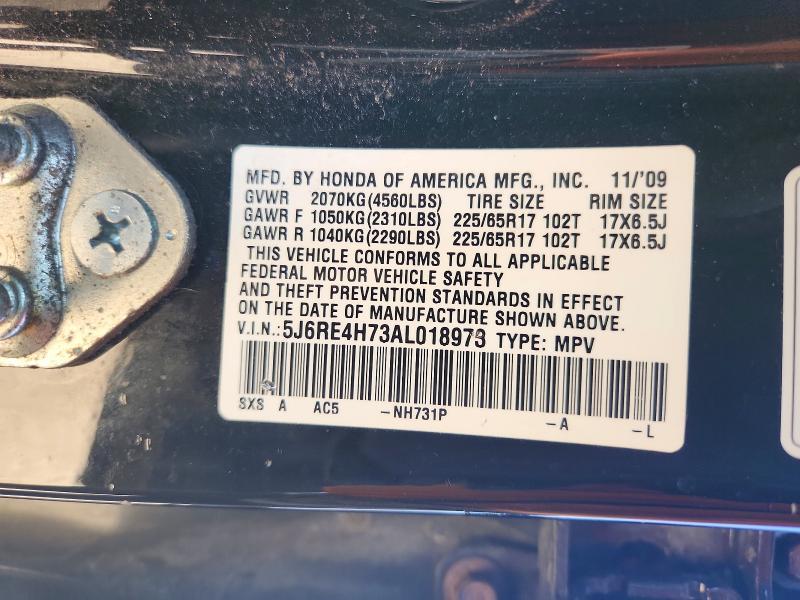 MFD. BY HONDA OF AMERICA MFG., INC. 11/'09
GVWR 2070KG(4560LBS) TIRE SIZE RIM SIZE
GAWR F 1050KG(2310LBS) 225/65R17 102T 17X6.5J
GAWR R 1040KG(2290LBS) 225/65R17 102T 17X6.5J
THIS VEHICLE CONFORMS TO ALL APPLICABLE
FEDERAL MOTOR VEHICLE SAFETY
AND THEFT PREVENTION STANDARDS IN EFFECT
ON THE DATE OF MANUFACTURE SHOWN ABOVE.
V.I.N.: 5J6RE4H73AL018973 TYPE: MPV
SXS A AC5 -NH731P -A -L